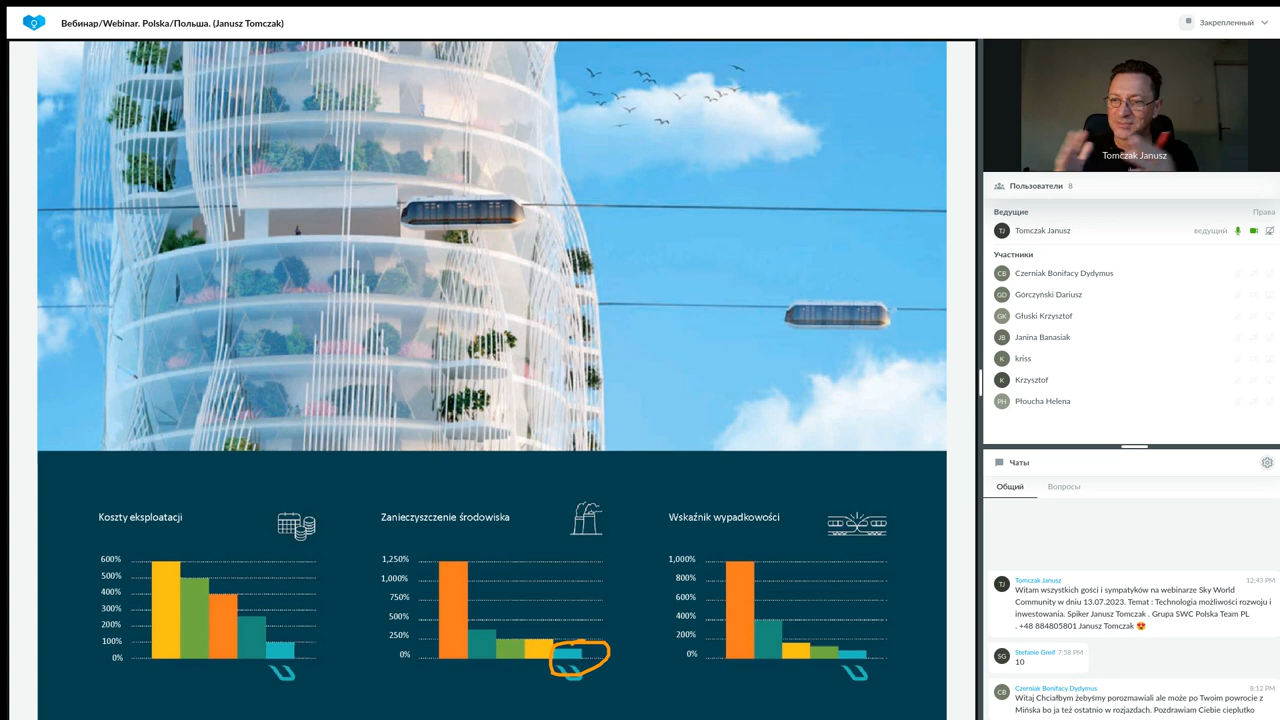 Вебинар/Webinar. Polska/Польша. (Janusz Tomczak)
Закрепленный
Tomczak Janusz
Пользователи 8
Ведущие
Права
TJ
Tomczak Janusz
ведущий
Участники
CB
Czerniak Bonifacy Dydymus
GD
Górczyński Dariusz
GK
Głuski Krzysztof
JB
Janina Banasiak
K
kriss
K
Krzysztof
PH
Płoucha Helena
Чаты
Общий
Вопросы
TJ
Tomczak Janusz
12:43 PM
Witam wszystkich gości i sympatyków na webinarze Sky World
Community w dniu 13.07.2023. Temat : Technologia możliwości rozwoju i
inwestowania. Spiker Janusz Tomczak . Grupa SWC Polska Team PL
. +48 884805801 Janusz Tomczak 😍
SG
Stefanie Greif 7:58 PM
10
CB
Czerniak Bonifacy Dydymus
8:12 PM
Witaj Chciałbym żebyśmy porozmawiali ale może po Twoim powrocie z
Mińska bo ja też ostatnio w rozjazdach. Pozdrawiam Ciebie cieplutko
Koszty eksploatacji
600%
500%
400%
300%
200%
100%
0%
Zanieczyszczenie środowiska
1,250%
1,000%
750%
500%
250%
0%
Wskaźnik wypadkowości
1,000%
800%
600%
400%
200%
0%